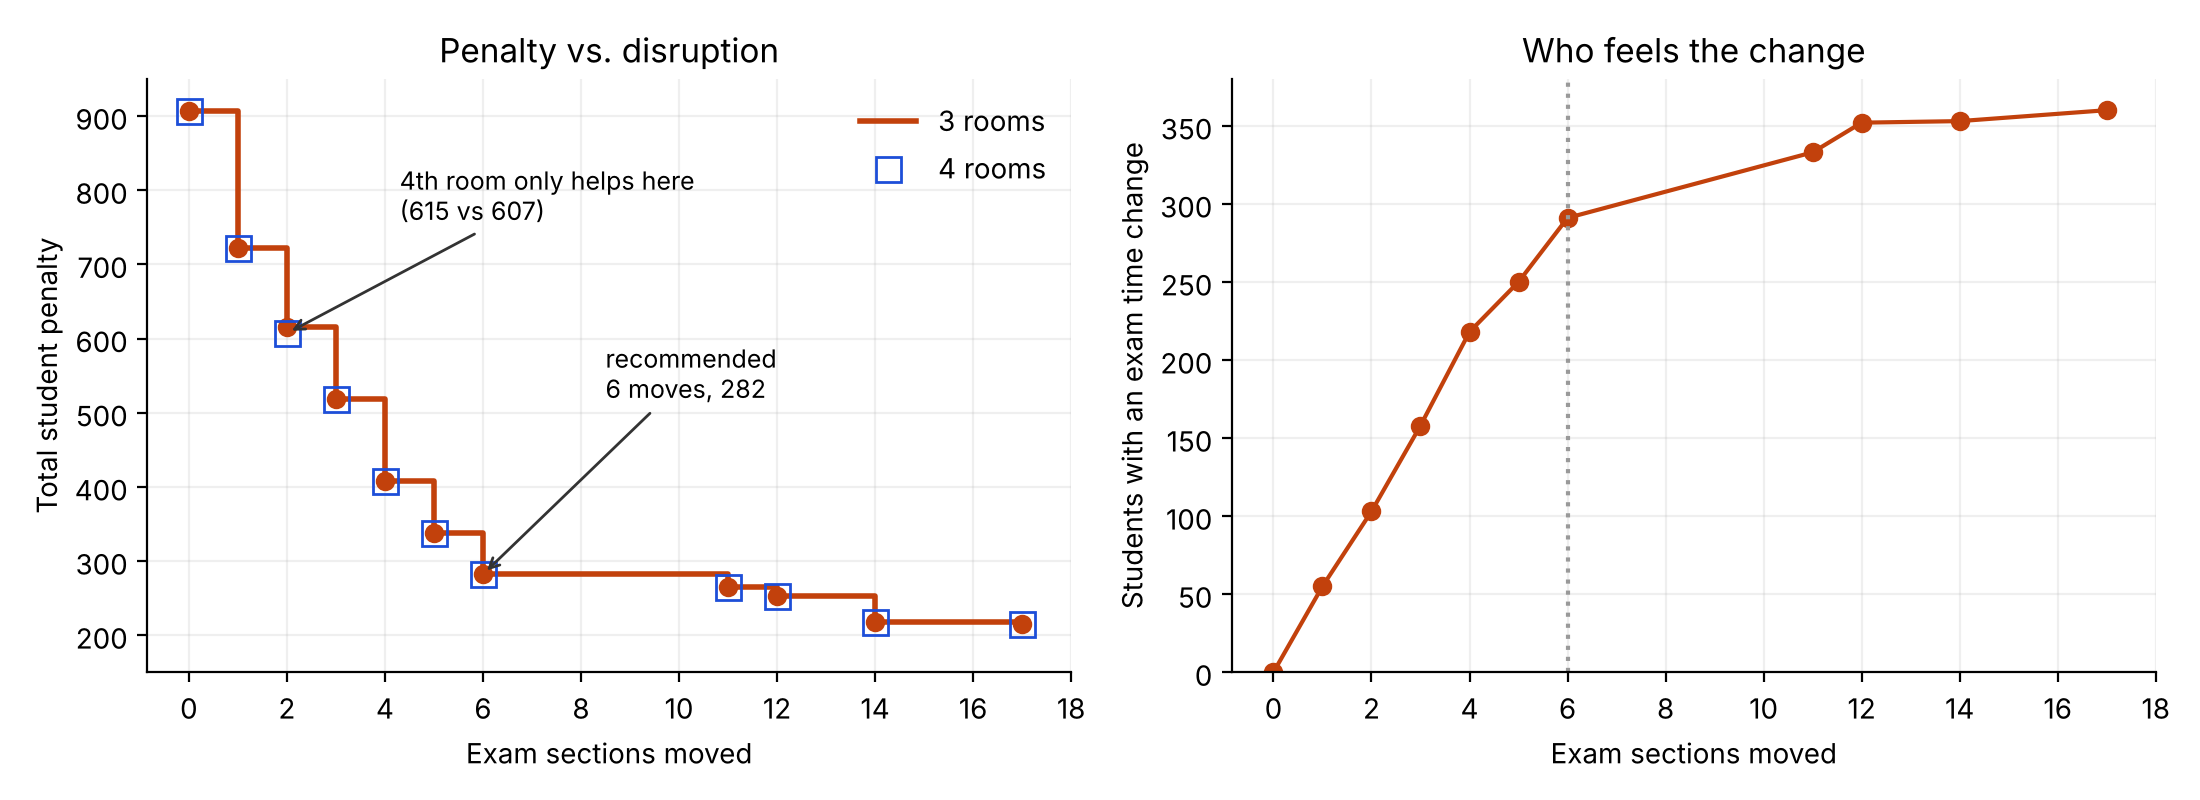 Penalty vs. disruption
Total student penalty
900
800
700
600
500
400
300
200
3 rooms
4 rooms
4th room only helps here
(615 vs 607)
recommended
6 moves, 282
0 2 4 6 8 10 12 14 16 18
Exam sections moved
Who feels the change
Students with an exam time change
350
300
250
200
150
100
50
0
0 2 4 6 8 10 12 14 16 18
Exam sections moved